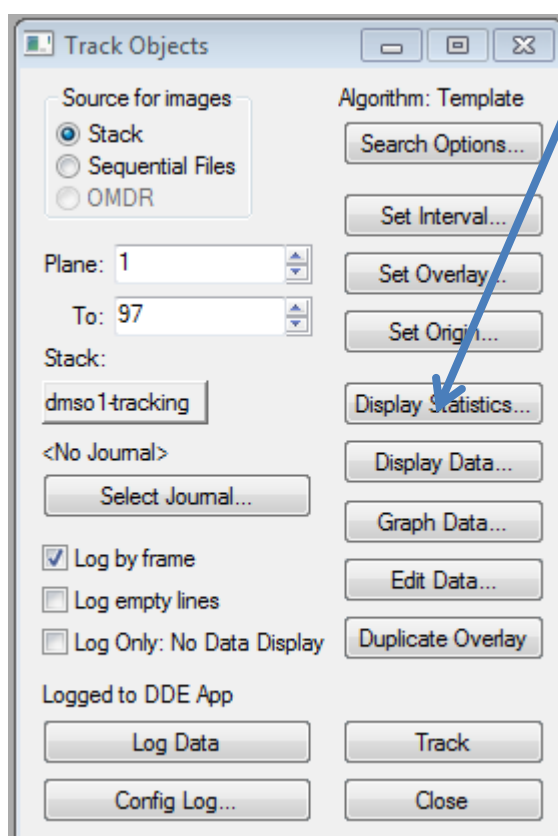 Track Objects
Source for images
Stack
Sequential Files
OMDR
Plane: 1
To: 97
Stack:
dmso1-tracking
<No Journal>
Select Journal...
Log by frame
Log empty lines
Log Only: No Data Display
Logged to DDE App
Log Data
Config Log...
Algorithm: Template
Search Options...
Set Interval...
Set Overlay...
Set Origin...
Display Statistics...
Display Data...
Graph Data...
Edit Data...
Duplicate Overlay
Track
Close